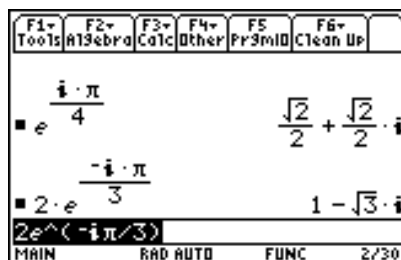 F1▾ F2▾ F3▾ F4▾ F5 F6▾
Tools Algebra Calc Other PrgmIO Clean Up
▪ e^(i·π/4) √2/2 + √2/2·i
▪ 2·e^(-i·π/3) 1 - √3·i
2e^(-iπ/3)
MAIN RAD AUTO FUNC 2/30